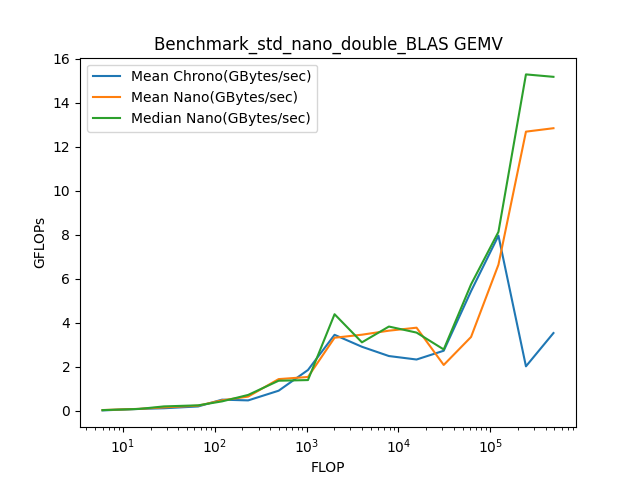 Benchmark_std_nano_double_BLAS GEMV
Mean Chrono(GBytes/sec)
Mean Nano(GBytes/sec)
Median Nano(GBytes/sec)
GFLOPs
16
14
12
10
8
6
4
2
0
10¹
10²
10³
10⁴
10⁵
FLOP